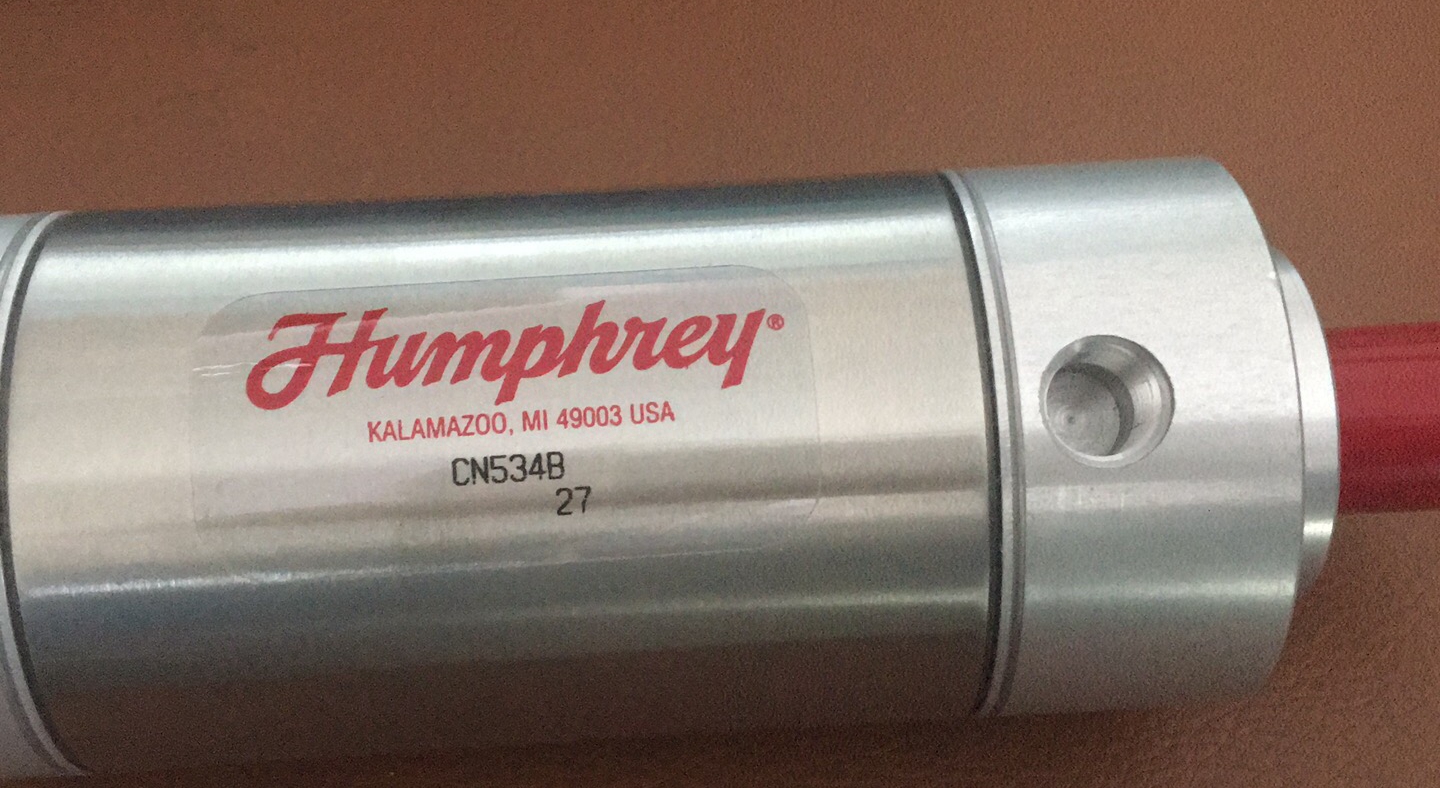 Humphrey®
KALAMAZOO, MI 49003 USA
CN534B
27